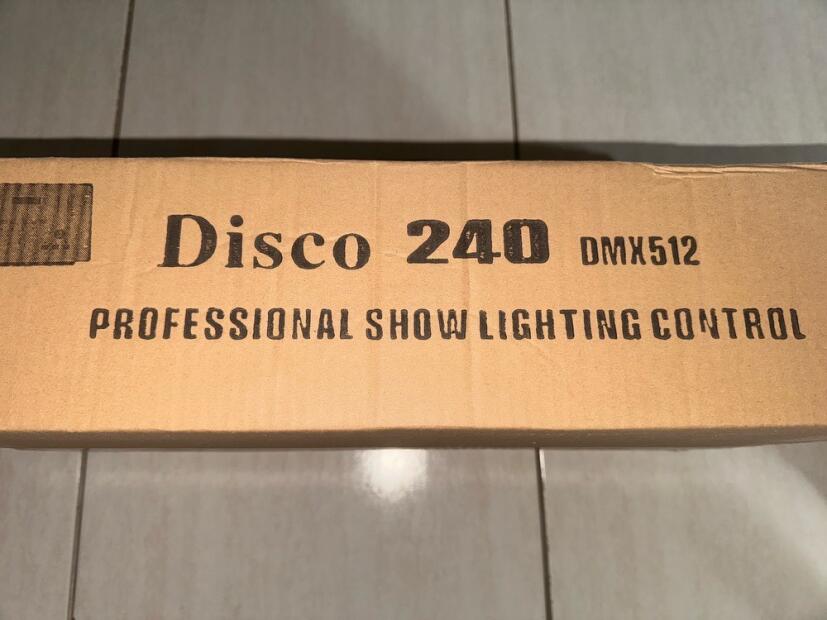 Disco 240 DMX512
PROFESSIONAL SHOW LIGHTING CONTROL